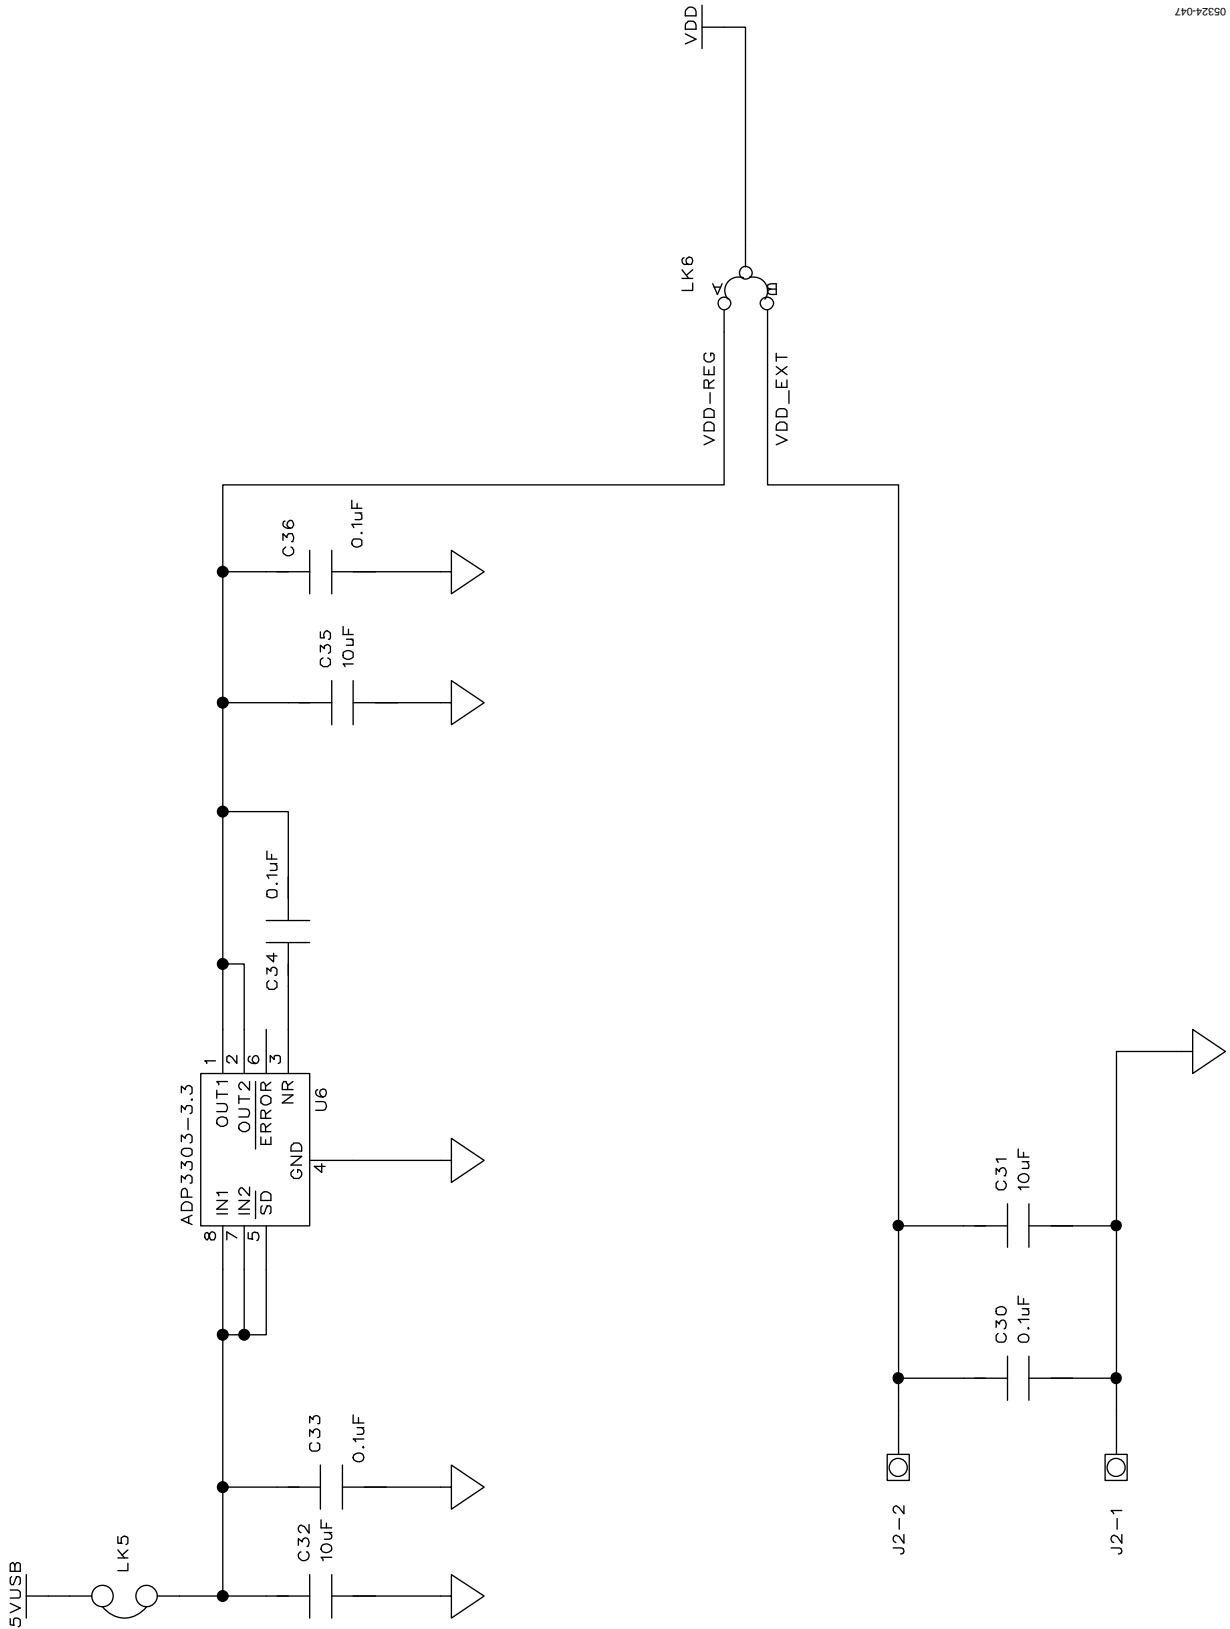 5VUSB
LK5
C32
10uF
C33
0.1uF
ADP3303-3.3
8
IN1
7
IN2
5
SD
GND
4
OUT1
1
OUT2
2
ERROR
6
NR
3
U6
C34
0.1uF
C35
10uF
C36
0.1uF
VDD-REG
VDD_EXT
LK6
A
B
VDD
J2-2
J2-1
C30
0.1uF
C31
10uF
05324-047